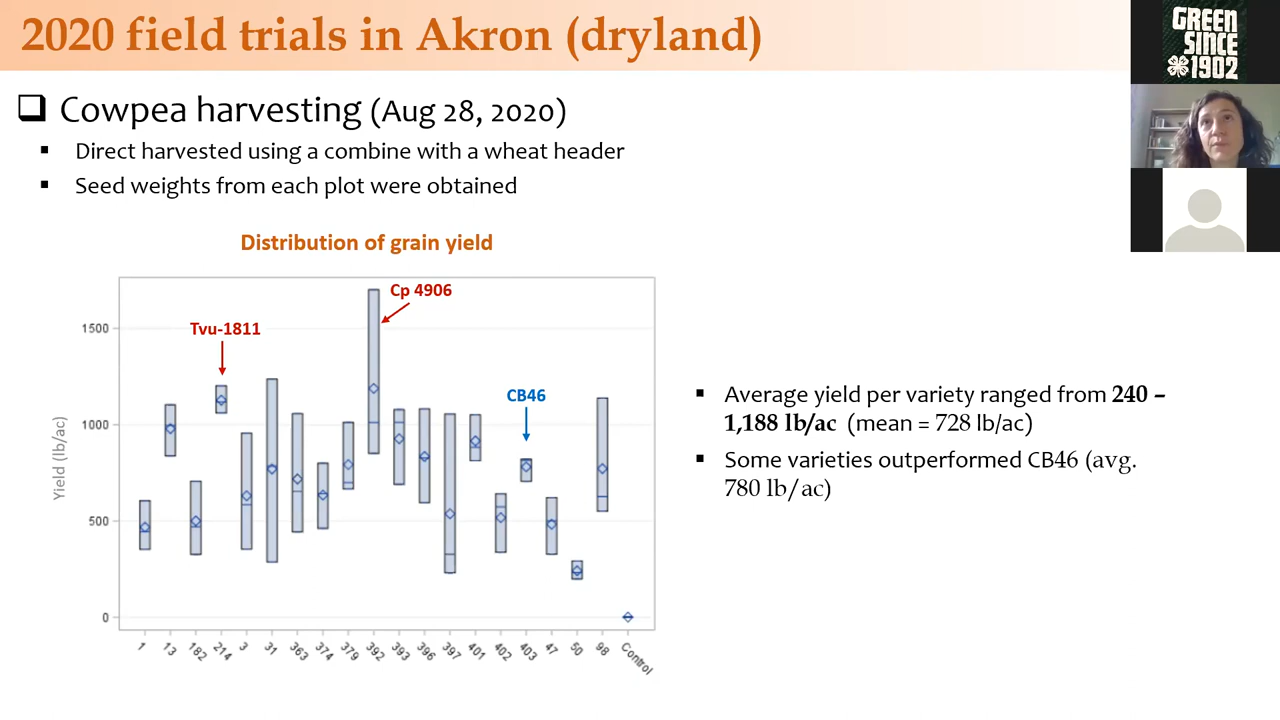 2020 field trials in Akron (dryland)
GREEN
SINCE
1902
❑ Cowpea harvesting (Aug 28, 2020)
▪ Direct harvested using a combine with a wheat header
▪ Seed weights from each plot were obtained
Distribution of grain yield
Cp 4906
Tvu-1811
CB46
Yield (lb/ac)
1500
1000
500
0
1 13 182 214 3 31 363 374 379 392 393 396 397 401 402 403 47 50 98 Control
▪ Average yield per variety ranged from 240 –
1,188 lb/ac (mean = 728 lb/ac)
▪ Some varieties outperformed CB46 (avg.
780 lb/ac)